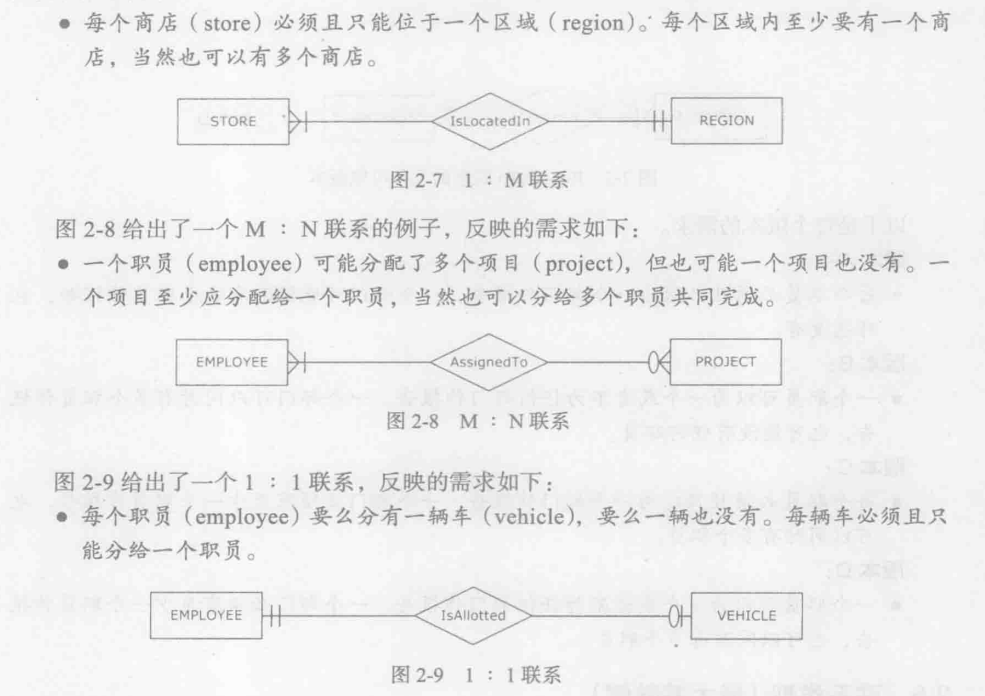 ● 每个商店（store）必须且只能位于一个区域（region）。每个区域内至少要有一个商
店，当然也可以有多个商店。
STORE IsLocatedIn REGION
图 2-7 1 : M 联系
图 2-8 给出了一个 M : N 联系的例子，反映的需求如下：
● 一个职员（employee）可能分配了多个项目（project），但也可能一个项目也没有。一
个项目至少应分配给一个职员，当然也可以分给多个职员共同完成。
EMPLOYEE AssignedTo PROJECT
图 2-8 M : N 联系
图 2-9 给出了一个 1 : 1 联系，反映的需求如下：
● 每个职员（employee）要么分有一辆车（vehicle），要么一辆也没有。每辆车必须且只
能分给一个职员。
EMPLOYEE IsAllotted VEHICLE
图 2-9 1 : 1 联系